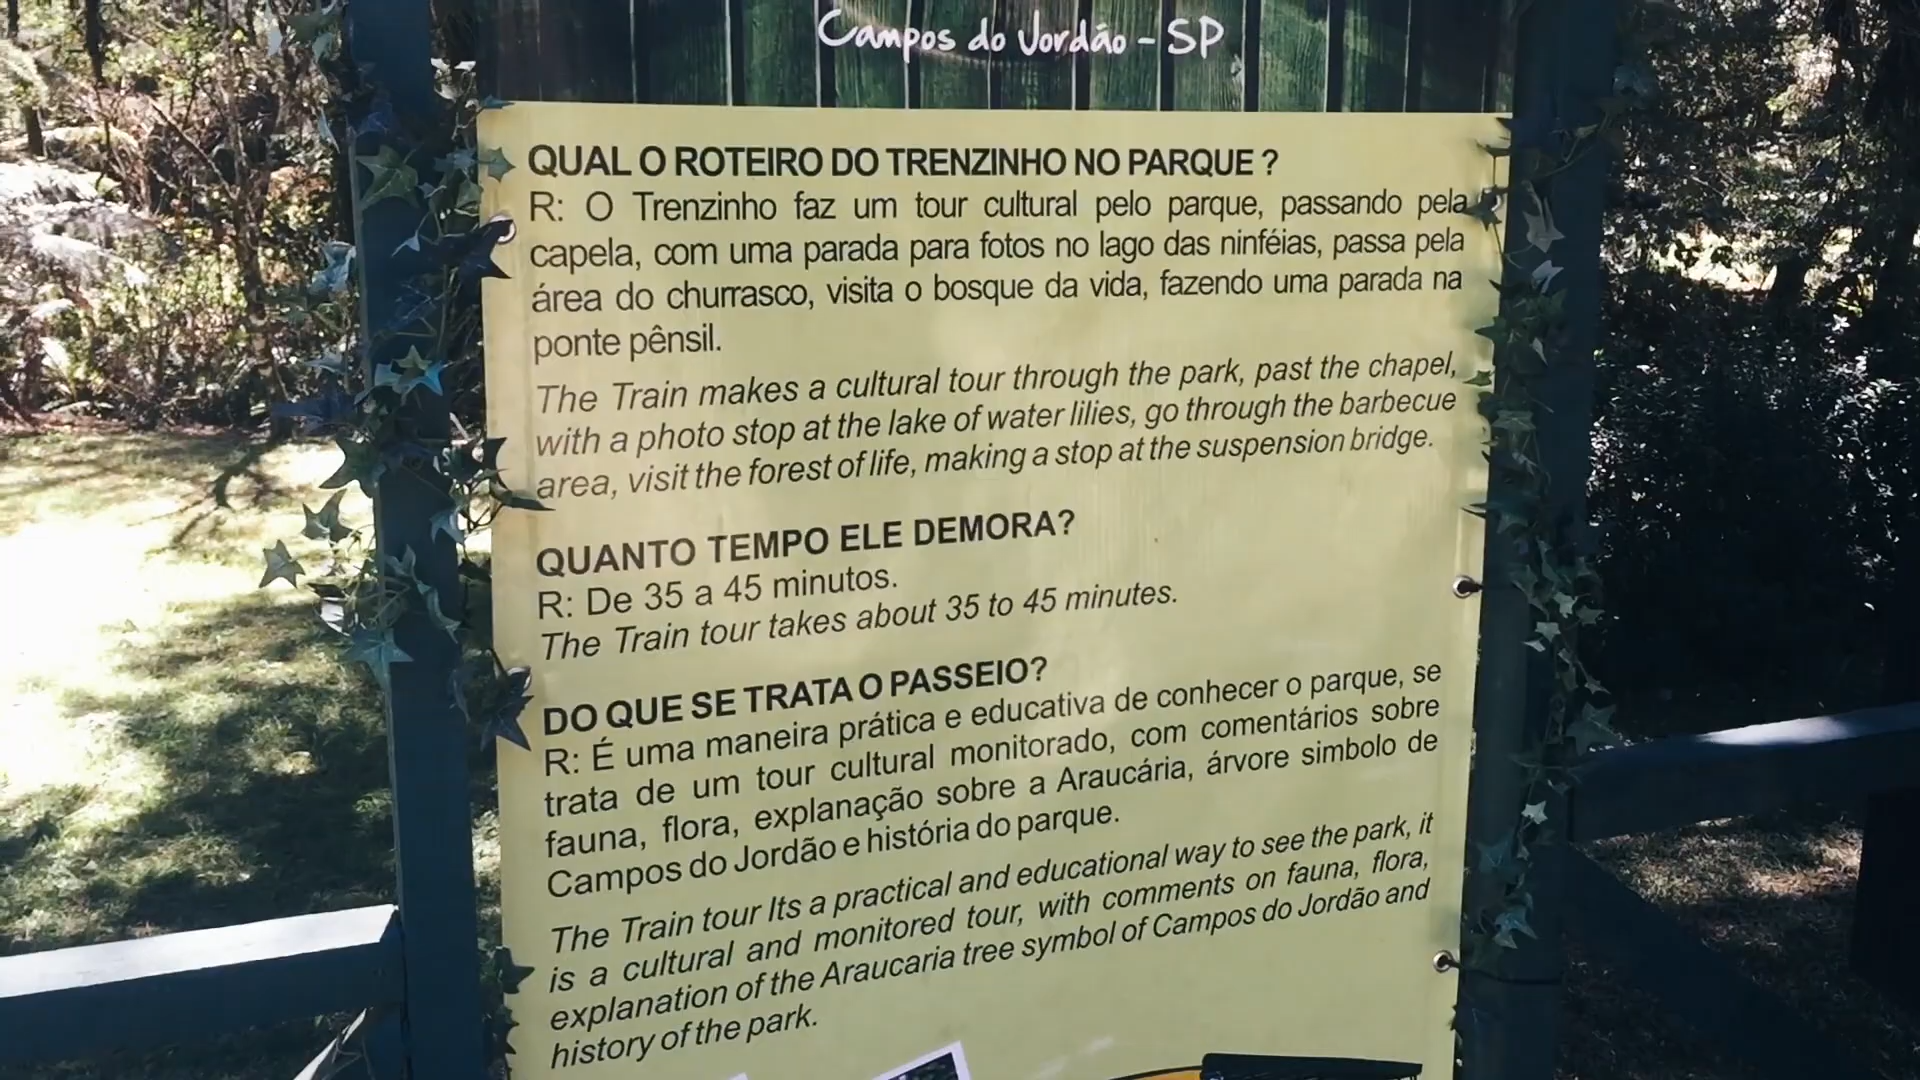 Campos do Jordão - SP
QUAL O ROTEIRO DO TRENZINHO NO PARQUE ?
R: O Trenzinho faz um tour cultural pelo parque, passando pela
capela, com uma parada para fotos no lago das ninféias, passa pela
área do churrasco, visita o bosque da vida, fazendo uma parada na
ponte pênsil.
The Train makes a cultural tour through the park, past the chapel,
with a photo stop at the lake of water lilies, go through the barbecue
area, visit the forest of life, making a stop at the suspension bridge.
QUANTO TEMPO ELE DEMORA?
R: De 35 a 45 minutos.
The Train tour takes about 35 to 45 minutes.
DO QUE SE TRATA O PASSEIO?
R: É uma maneira prática e educativa de conhecer o parque, se
trata de um tour cultural monitorado, com comentários sobre
fauna, flora, explanação sobre a Araucária, árvore simbolo de
Campos do Jordão e história do parque.
The Train tour Its a practical and educational way to see the park, it
is a cultural and monitored tour, with comments on fauna, flora,
explanation of the Araucaria tree symbol of Campos do Jordão and
history of the park.